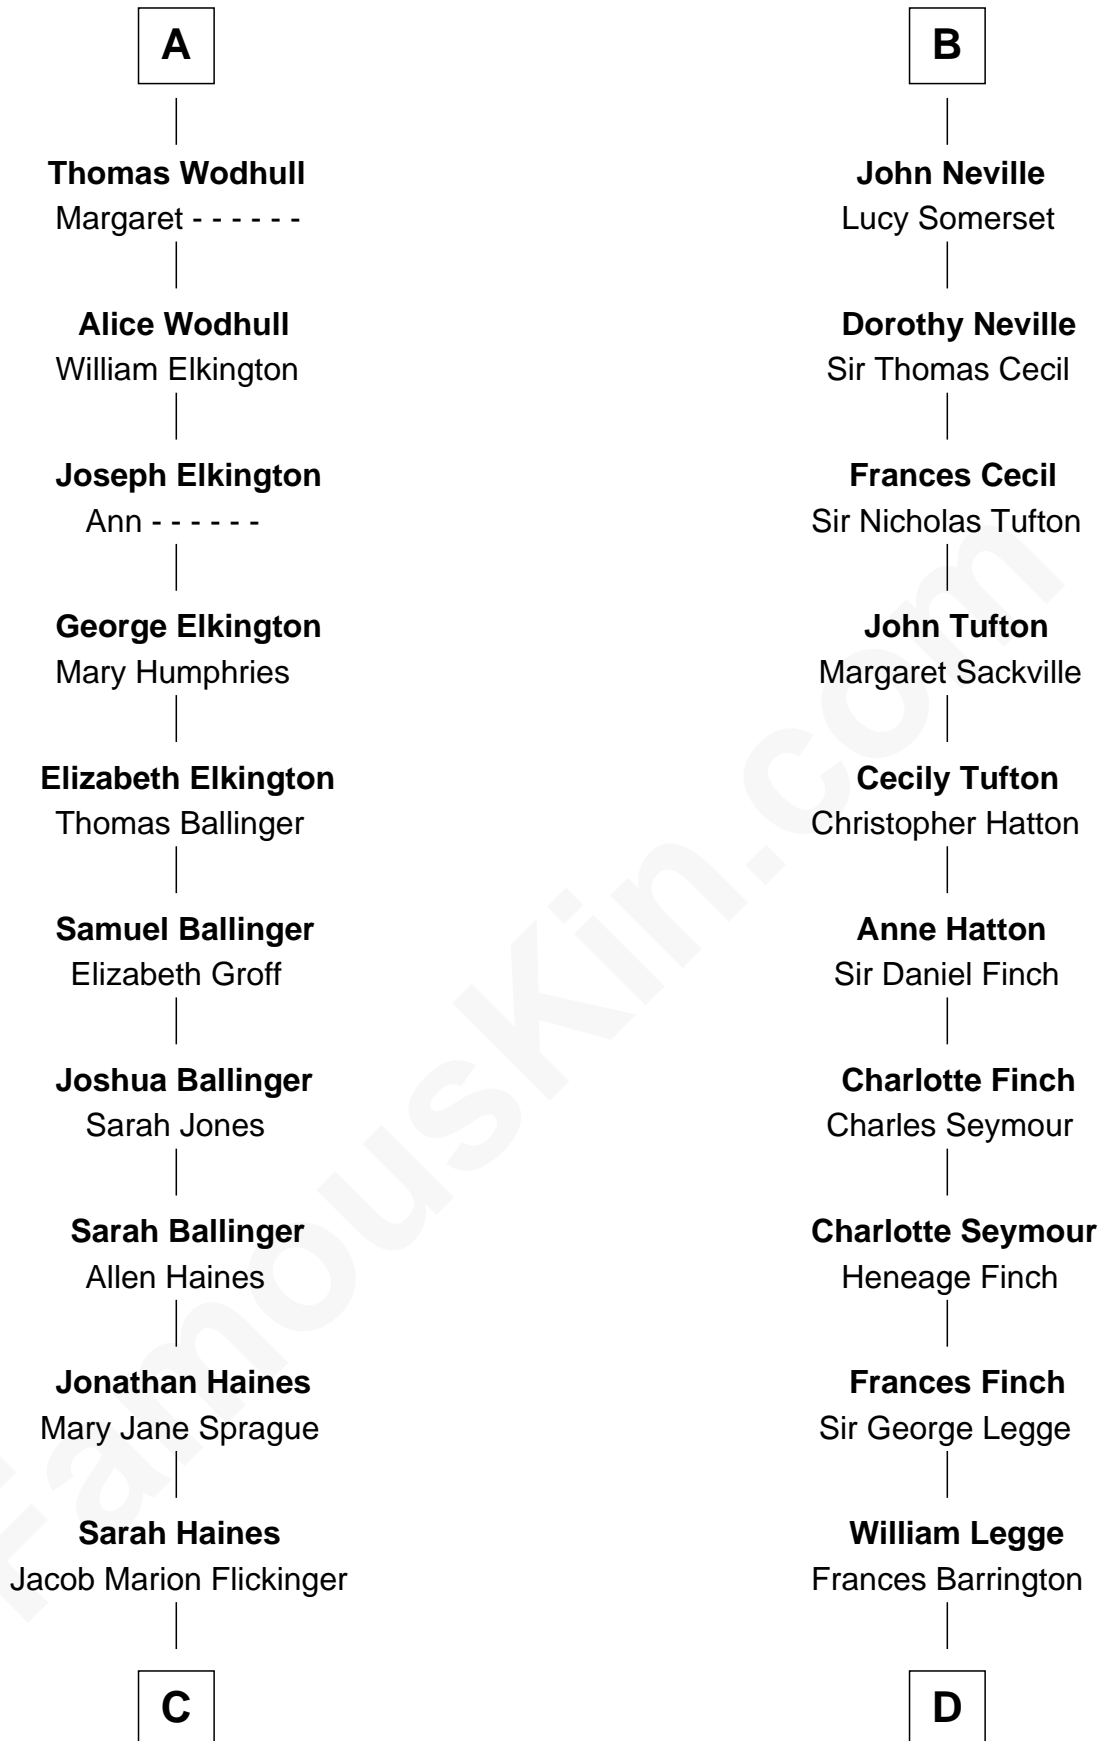 A
Thomas Wodhull
Margaret - - - - - -
Alice Wodhull
William Elkington
Joseph Elkington
Ann - - - - - -
George Elkington
Mary Humphries
Elizabeth Elkington
Thomas Ballinger
Samuel Ballinger
Elizabeth Groff
Joshua Ballinger
Sarah Jones
Sarah Ballinger
Allen Haines
Jonathan Haines
Mary Jane Sprague
Sarah Haines
Jacob Marion Flickinger
C
B
John Neville
Lucy Somerset
Dorothy Neville
Sir Thomas Cecil
Frances Cecil
Sir Nicholas Tufton
John Tufton
Margaret Sackville
Cecily Tufton
Christopher Hatton
Anne Hatton
Sir Daniel Finch
Charlotte Finch
Charles Seymour
Charlotte Seymour
Heneage Finch
Frances Finch
Sir George Legge
William Legge
Frances Barrington
D
FamousKin.com